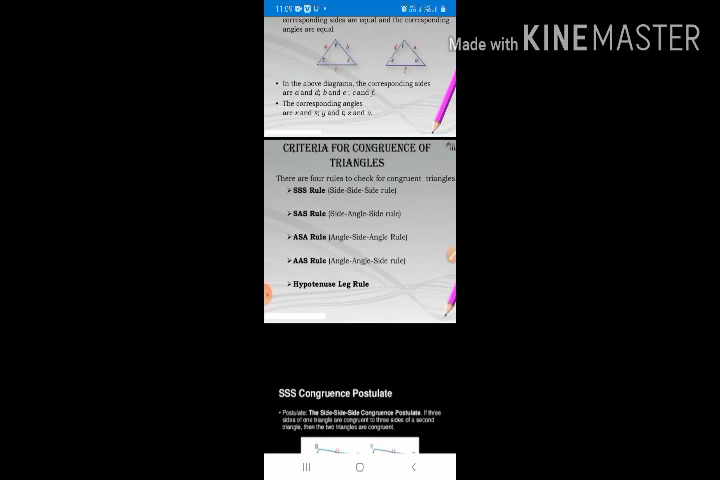 11:09
Made with KINEMASTER
corresponding sides are equal and the corresponding
angles are equal
• In the above diagrams, the corresponding sides
are a and d; b and e ; c and f.
• The corresponding angles
are x and s; y and t; z and u.
CRITERIA FOR CONGRUENCE OF
TRIANGLES
There are four rules to check for congruent triangles
➢ SSS Rule (Side-Side-Side rule)
➢ SAS Rule (Side-Angle-Side rule)
➢ ASA Rule (Angle-Side-Angle Rule)
➢ AAS Rule (Angle-Angle-Side rule)
➢ Hypotenuse Leg Rule
SSS Congruence Postulate
• Postulate: The Side-Side-Side Congruence Postulate. If three
sides of one triangle are congruent to three sides of a second
triangle, then the two triangles are congruent.
B Y